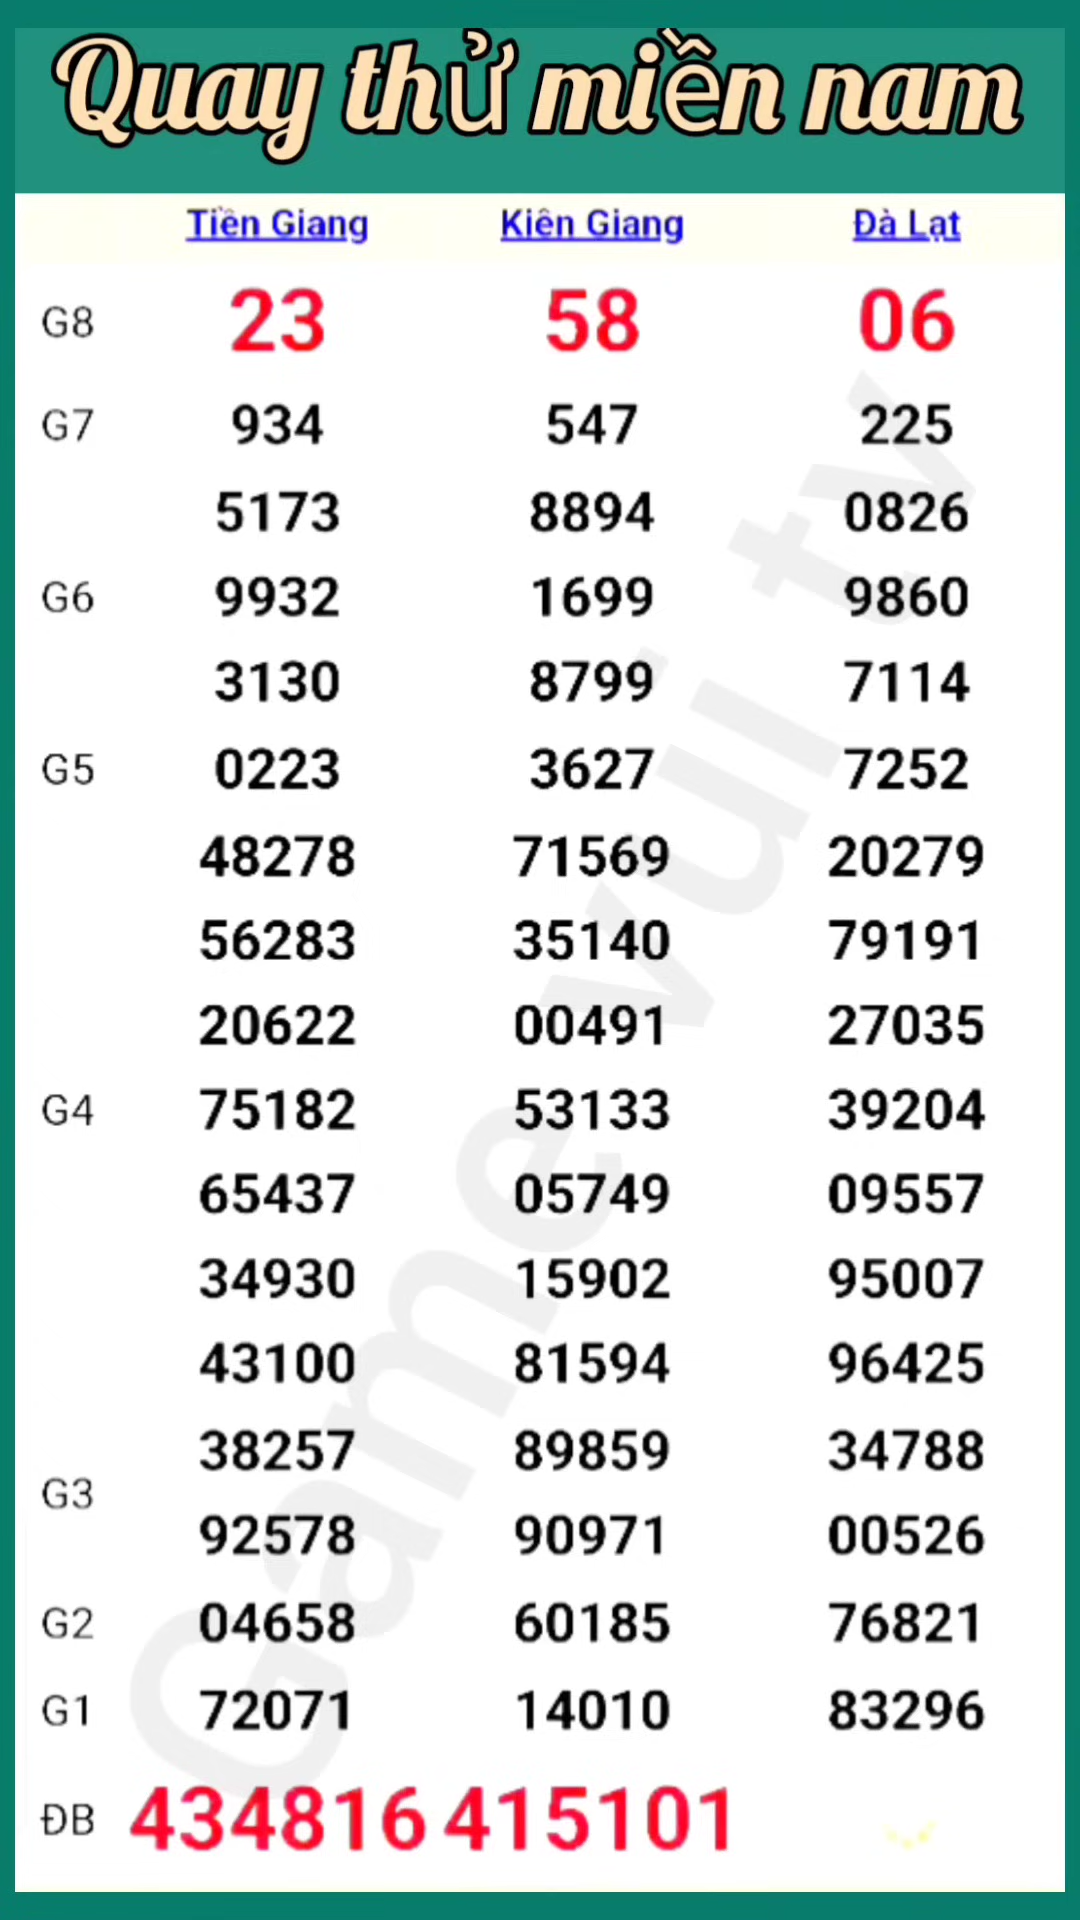 Quay thử miền nam
Tiền Giang Kiên Giang Đà Lạt
G8 23 58 06
G7 934 547 225
5173 8894 0826
G6 9932 1699 9860
3130 8799 7114
G5 0223 3627 7252
48278 71569 20279
56283 35140 79191
20622 00491 27035
G4 75182 53133 39204
65437 05749 09557
34930 15902 95007
43100 81594 96425
G3
38257 89859 34788
92578 90971 00526
G2 04658 60185 76821
G1 72071 14010 83296
ĐB 434816 415101
Game vui tv